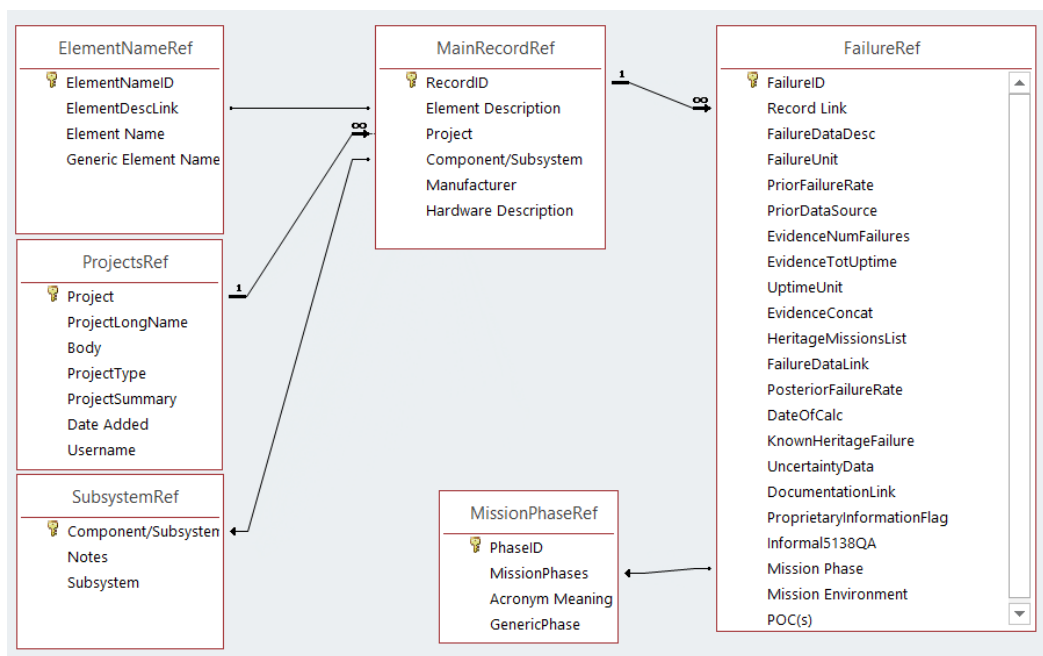 ElementNameRef
ElementNameID
ElementDescLink
Element Name
Generic Element Name
MainRecordRef
RecordID
Element Description
Project
Component/Subsystem
Manufacturer
Hardware Description
1
∞
FailureRef
FailureID
Record Link
FailureDataDesc
FailureUnit
PriorFailureRate
PriorDataSource
EvidenceNumFailures
EvidenceTotUptime
UptimeUnit
EvidenceConcat
HeritageMissionsList
FailureDataLink
PosteriorFailureRate
DateOfCalc
KnownHeritageFailure
UncertaintyData
DocumentationLink
ProprietaryInformationFlag
Informal5138QA
Mission Phase
Mission Environment
POC(s)
∞
1
ProjectsRef
Project
ProjectLongName
Body
ProjectType
ProjectSummary
Date Added
Username
SubsystemRef
Component/Subsystem
Notes
Subsystem
MissionPhaseRef
PhaseID
MissionPhases
Acronym Meaning
GenericPhase